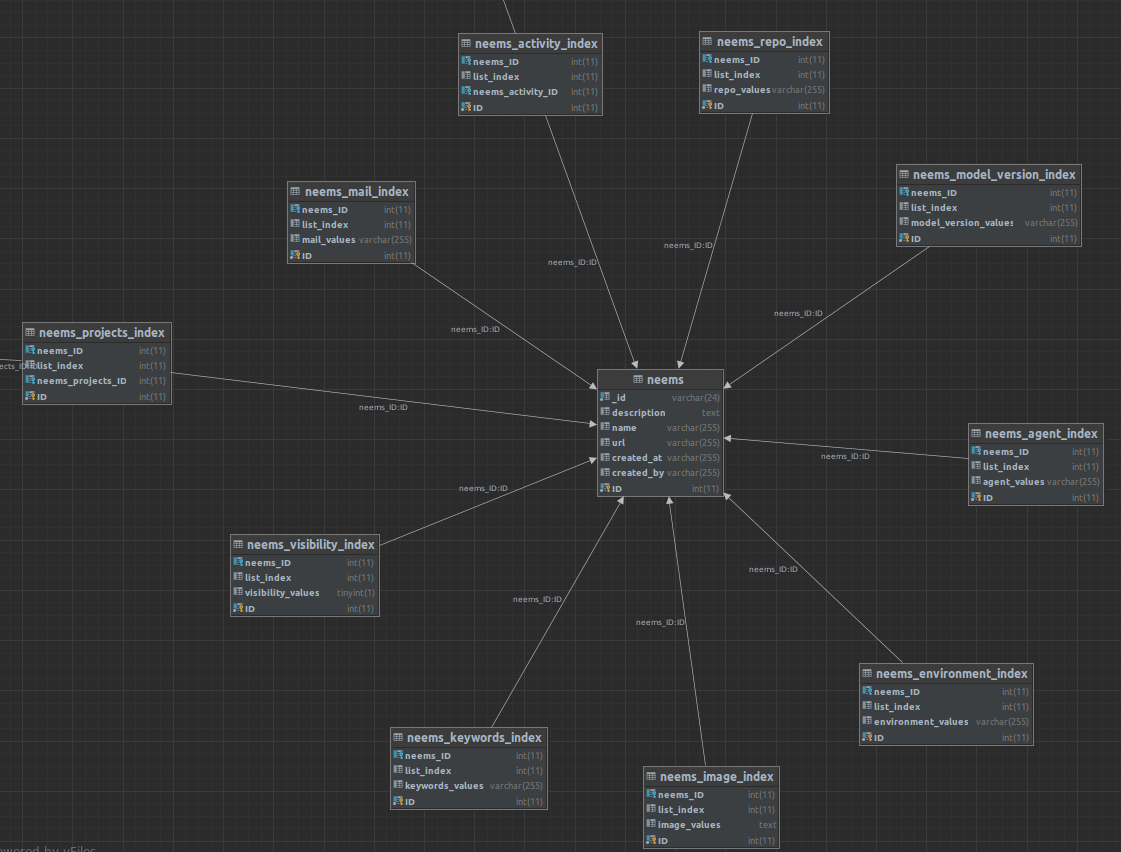 neems_activity_index
neems_ID int(11)
list_index int(11)
neems_activity_ID int(11)
ID int(11)
neems_repo_index
neems_ID int(11)
list_index int(11)
repo_values varchar(255)
ID int(11)
neems_model_version_index
neems_ID int(11)
list_index int(11)
model_version_values varchar(255)
ID int(11)
neems_mail_index
neems_ID int(11)
list_index int(11)
mail_values varchar(255)
ID int(11)
neems_ID:ID
neems_ID:ID
neems_ID:ID
neems_ID:ID
neems_projects_index
neems_ID int(11)
list_index int(11)
neems_projects_ID int(11)
ID int(11)
neems_ID:ID
neems
_id varchar(24)
description text
name varchar(255)
url varchar(255)
created_at varchar(255)
created_by varchar(255)
ID int(11)
neems_agent_index
neems_ID int(11)
list_index int(11)
agent_values varchar(255)
ID int(11)
neems_ID:ID
neems_ID:ID
neems_visibility_index
neems_ID int(11)
list_index int(11)
visibility_values tinyint(1)
ID int(11)
neems_ID:ID
neems_ID:ID
neems_ID:ID
neems_environment_index
neems_ID int(11)
list_index int(11)
environment_values varchar(255)
ID int(11)
neems_keywords_index
neems_ID int(11)
list_index int(11)
keywords_values varchar(255)
ID int(11)
neems_image_index
neems_ID int(11)
list_index int(11)
image_values text
ID int(11)